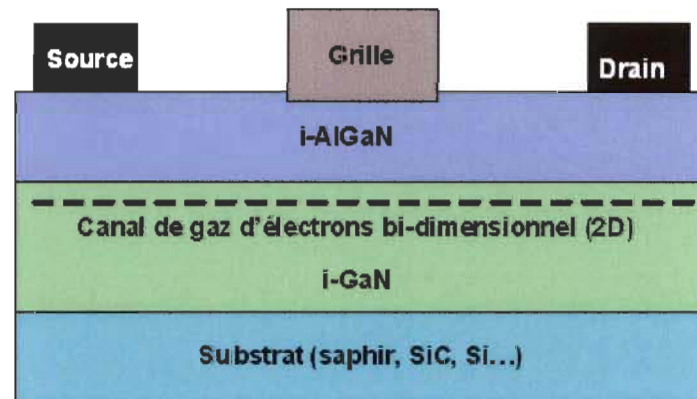 Source
Grille
Drain
i-AlGaN
Canal de gaz d'électrons bi-dimensionnel (2D)
i-GaN
Substrat (saphir, SiC, Si...)